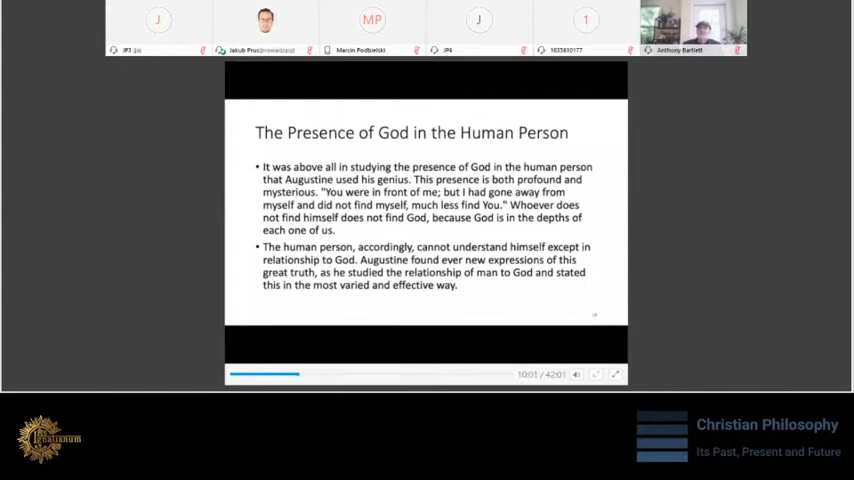 J
MP
J
1
JP3 (ja)
Jakub Prus(prowadzący)
Marcin Podbielski
JP4
1635610177
Anthony Bartlett
The Presence of God in the Human Person
• It was above all in studying the presence of God in the human person
that Augustine used his genius. This presence is both profound and
mysterious. "You were in front of me; but I had gone away from
myself and did not find myself, much less find You." Whoever does
not find himself does not find God, because God is in the depths of
each one of us.
• The human person, accordingly, cannot understand himself except in
relationship to God. Augustine found ever new expressions of this
great truth, as he studied the relationship of man to God and stated
this in the most varied and effective way.
10:01 / 42:01
Ignatianum
Christian Philosophy
Its Past, Present and Future